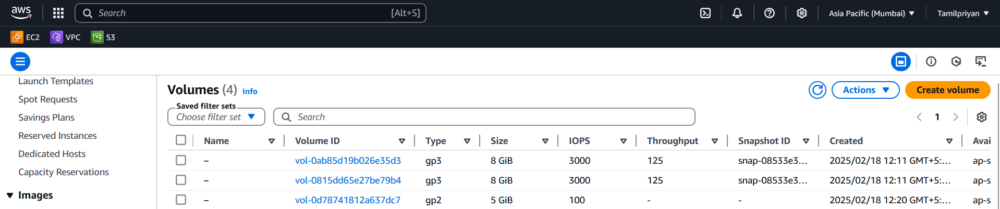 aws Search [Alt+S] Asia Pacific (Mumbai) Tamilpriyan
EC2 VPC S3
Launch Templates
Spot Requests
Savings Plans
Reserved Instances
Dedicated Hosts
Capacity Reservations
Images
Volumes (4) Info Actions Create volume
Saved filter sets
Choose filter set Search 1
Name Volume ID Type Size IOPS Throughput Snapshot ID Created Avai
– vol-0ab85d19b026e35d3 gp3 8 GiB 3000 125 snap-08533e3... 2025/02/18 12:11 GMT+5:... ap-s
– vol-0815dd65e27be79b4 gp3 8 GiB 3000 125 snap-08533e3... 2025/02/18 12:11 GMT+5:... ap-s
– vol-0d78741812a637dc7 gp2 5 GiB 100 - - 2025/02/18 12:20 GMT+5:... ap-s